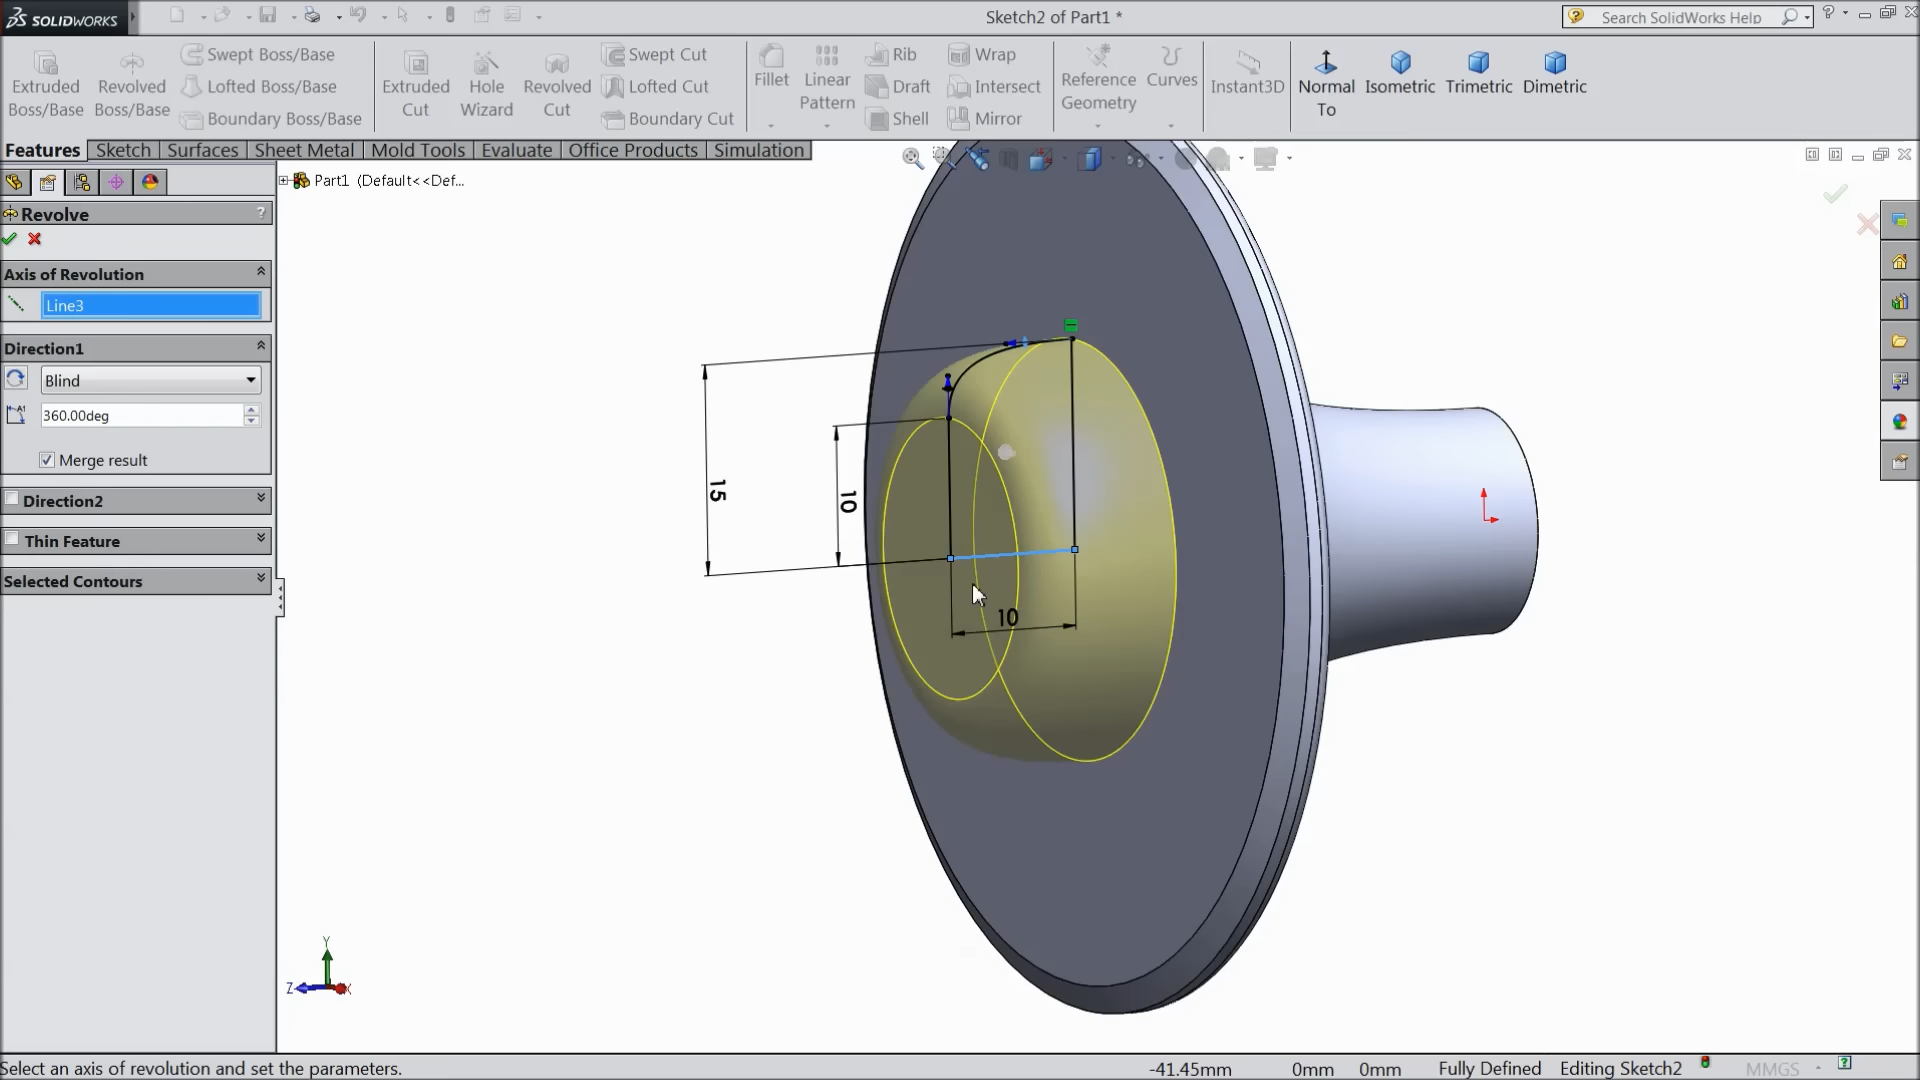 SOLIDWORKS
Sketch2 of Part1 *
Search SolidWorks Help
Extruded Boss/Base
Revolved Boss/Base
Swept Boss/Base
Lofted Boss/Base
Boundary Boss/Base
Extruded Cut
Hole Wizard
Revolved Cut
Swept Cut
Lofted Cut
Boundary Cut
Fillet
Linear Pattern
Rib
Draft
Shell
Wrap
Intersect
Mirror
Reference Geometry
Curves
Instant3D
Normal To
Isometric
Trimetric
Dimetric
Features
Sketch
Surfaces
Sheet Metal
Mold Tools
Evaluate
Office Products
Simulation
Part1 (Default<<Def...
Revolve
?
Axis of Revolution
Line3
Direction1
Blind
360.00deg
Merge result
Direction2
Thin Feature
Selected Contours
15
10
10
Y
Z
X
Select an axis of revolution and set the parameters.
-41.45mm
0mm
0mm
Fully Defined
Editing Sketch2
MMGS